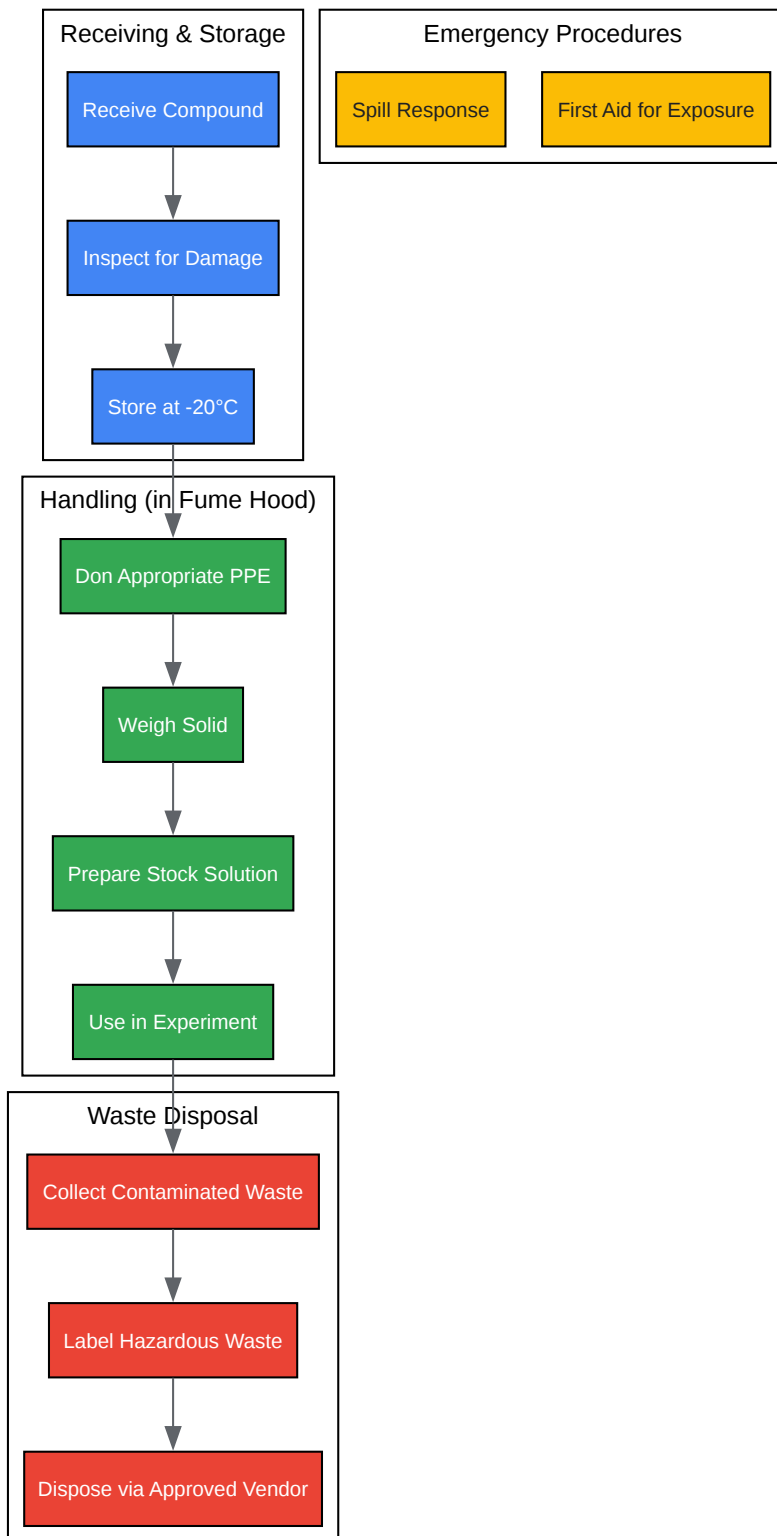 Receiving & Storage
Receive Compound
Inspect for Damage
Store at -20°C
Emergency Procedures
Spill Response
First Aid for Exposure
Handling (in Fume Hood)
Don Appropriate PPE
Weigh Solid
Prepare Stock Solution
Use in Experiment
Waste Disposal
Collect Contaminated Waste
Label Hazardous Waste
Dispose via Approved Vendor